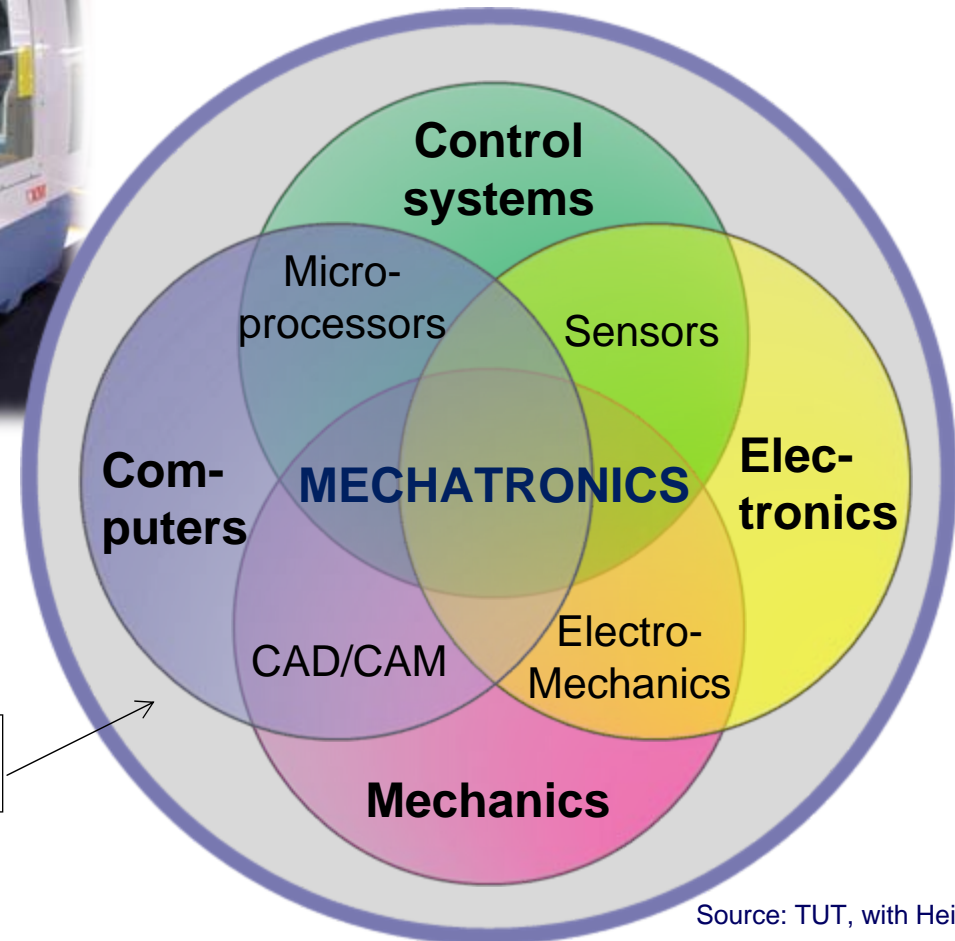 Control
systems
Micro-
processors
Sensors
Com-
puters
MECHATRONICS
Elec-
tronics
CAD/CAM
Electro-
Mechanics
Mechanics
Source: TUT, with Hei